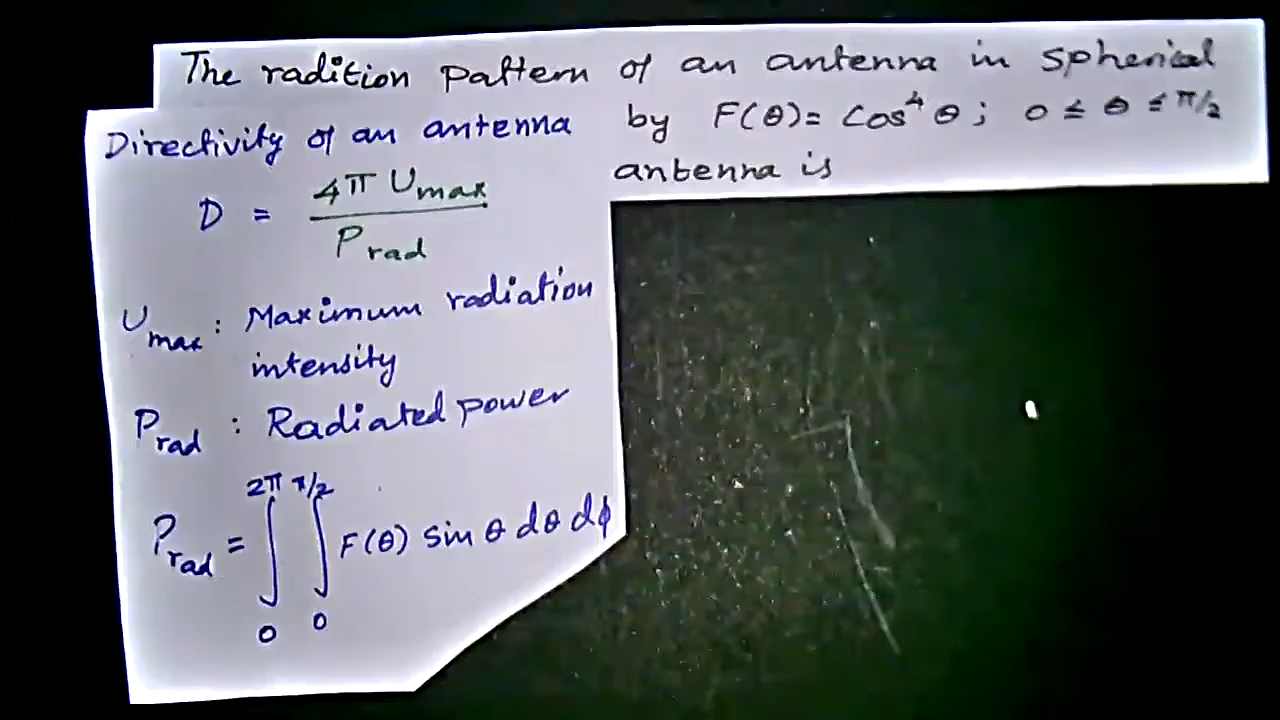 The radition pattern of an antenna in spherical
by F(θ)= Cos⁴ θ; 0 ≤ θ ≤ π/2
antenna is
Directivity of an antenna
D = 4π Umax / Prad
Umax : Maximum radiation
intensity
Prad : Radiated power
Prad = ∫₀^2π ∫₀^π/2 F(θ) sin θ dθ dϕ